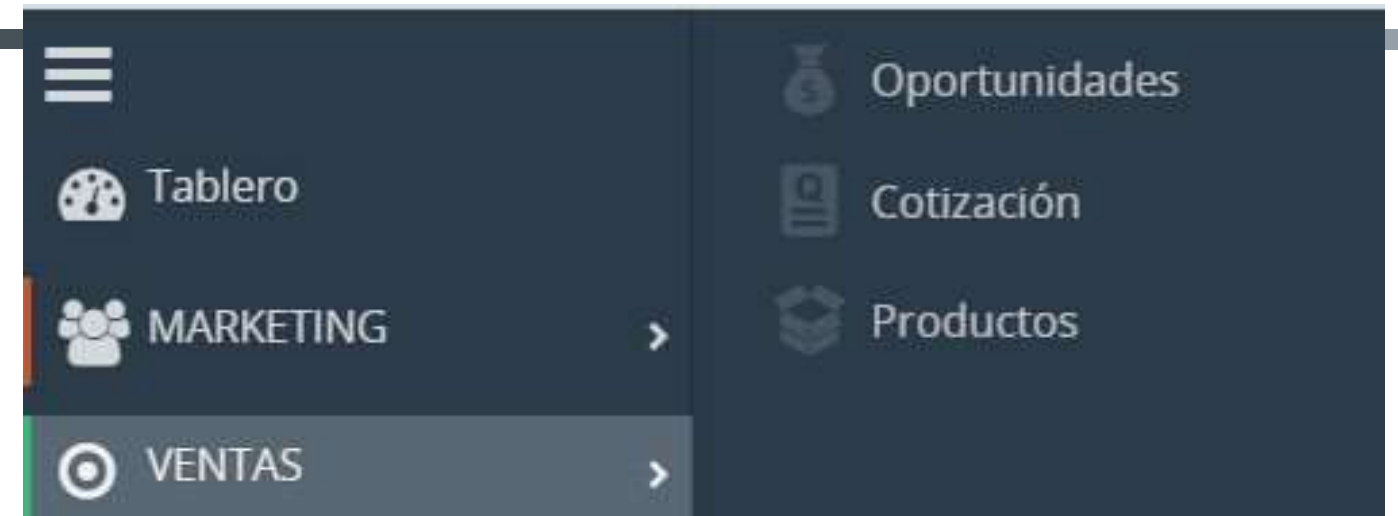 Tablero
MARKETING
VENTAS
Oportunidades
Cotización
Productos